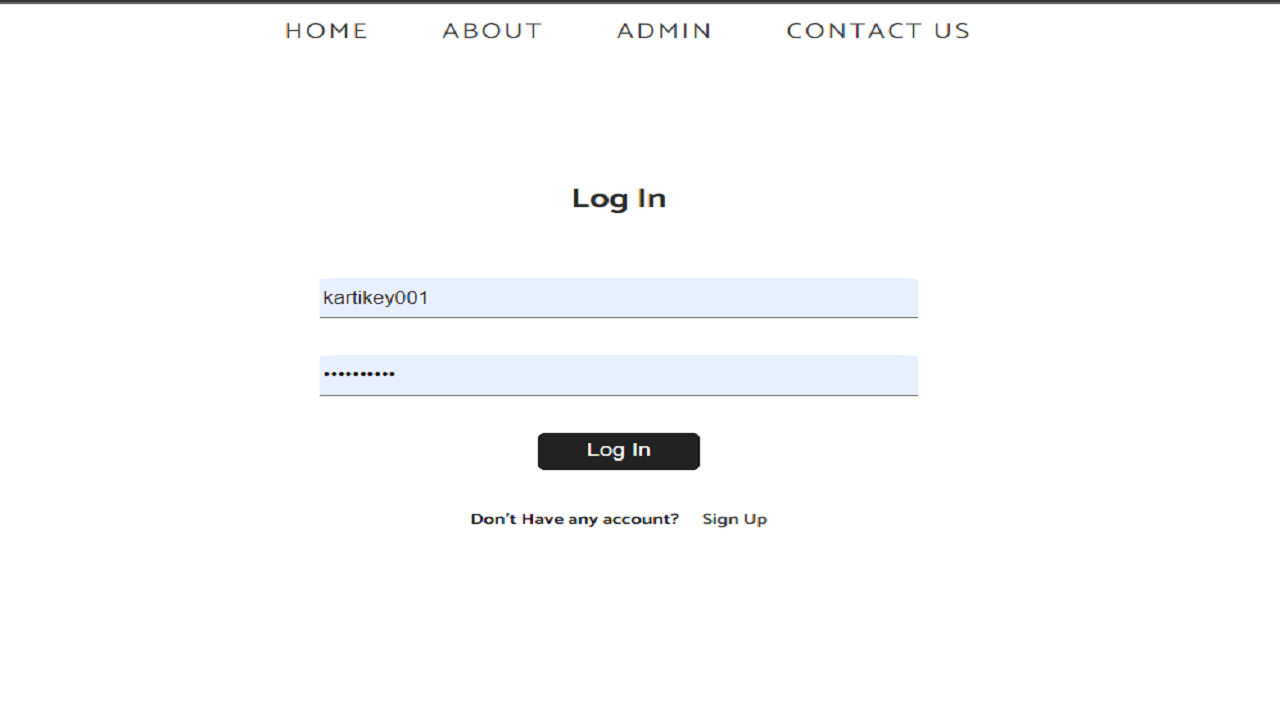 HOME ABOUT ADMIN CONTACT US
Log In
kartikey001
••••••••••
Log In
Don't Have any account? Sign Up